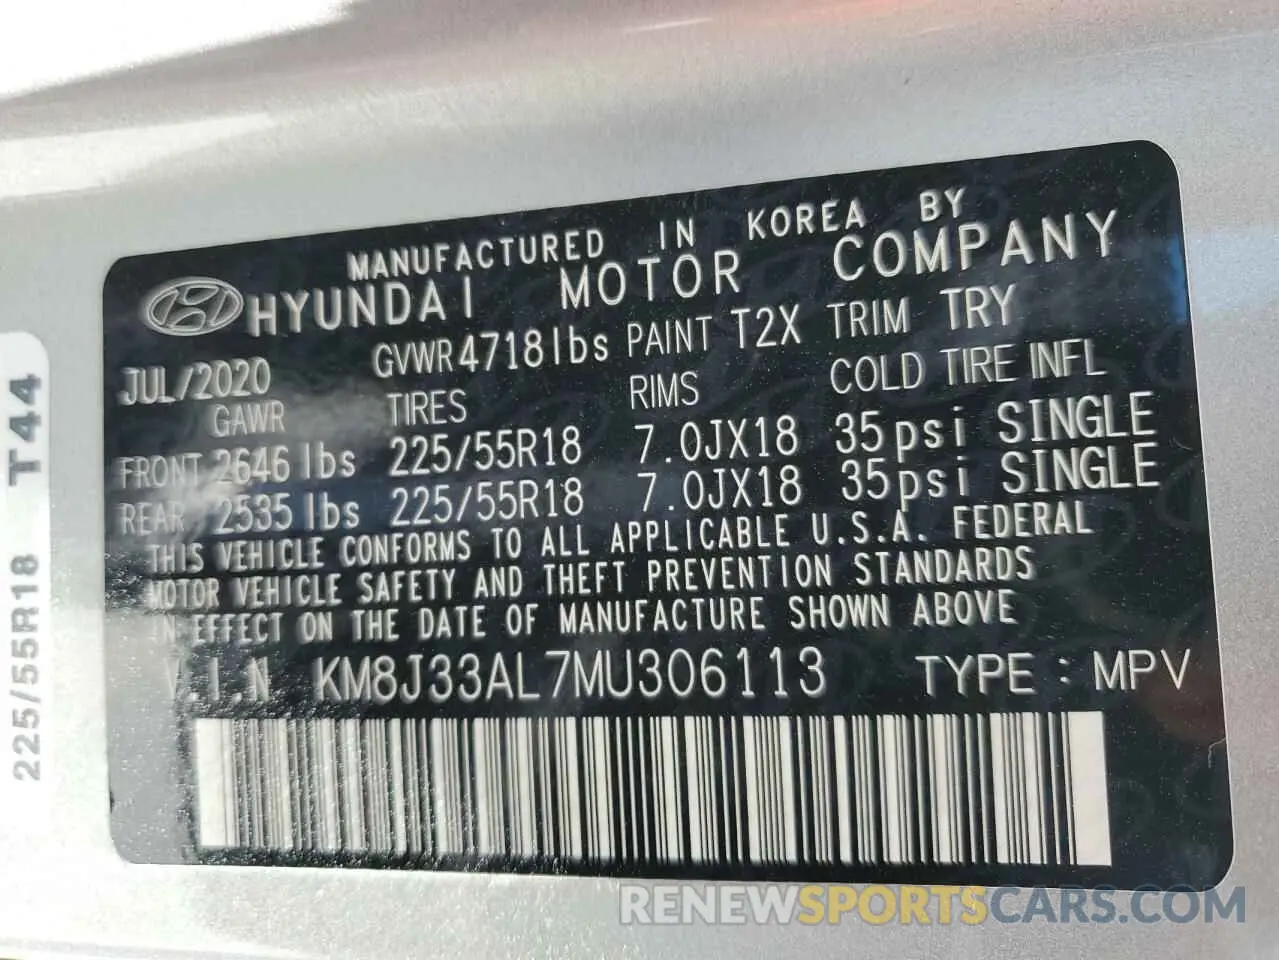 MANUFACTURED IN KOREA BY
HYUNDAI MOTOR COMPANY
JUL/2020 GVWR 4718lbs PAINT T2X TRIM TRY
GAWR TIRES RIMS COLD TIRE INFL
FRONT 2646 lbs 225/55R18 7.0JX18 35psi SINGLE
REAR 2535 lbs 225/55R18 7.0JX18 35psi SINGLE
THIS VEHICLE CONFORMS TO ALL APPLICABLE U.S.A. FEDERAL
MOTOR VEHICLE SAFETY AND THEFT PREVENTION STANDARDS
IN EFFECT ON THE DATE OF MANUFACTURE SHOWN ABOVE
V.I.N KM8J33AL7MU306113 TYPE : MPV
225/55R18 T44
RENEWSPORTSCARS.COM